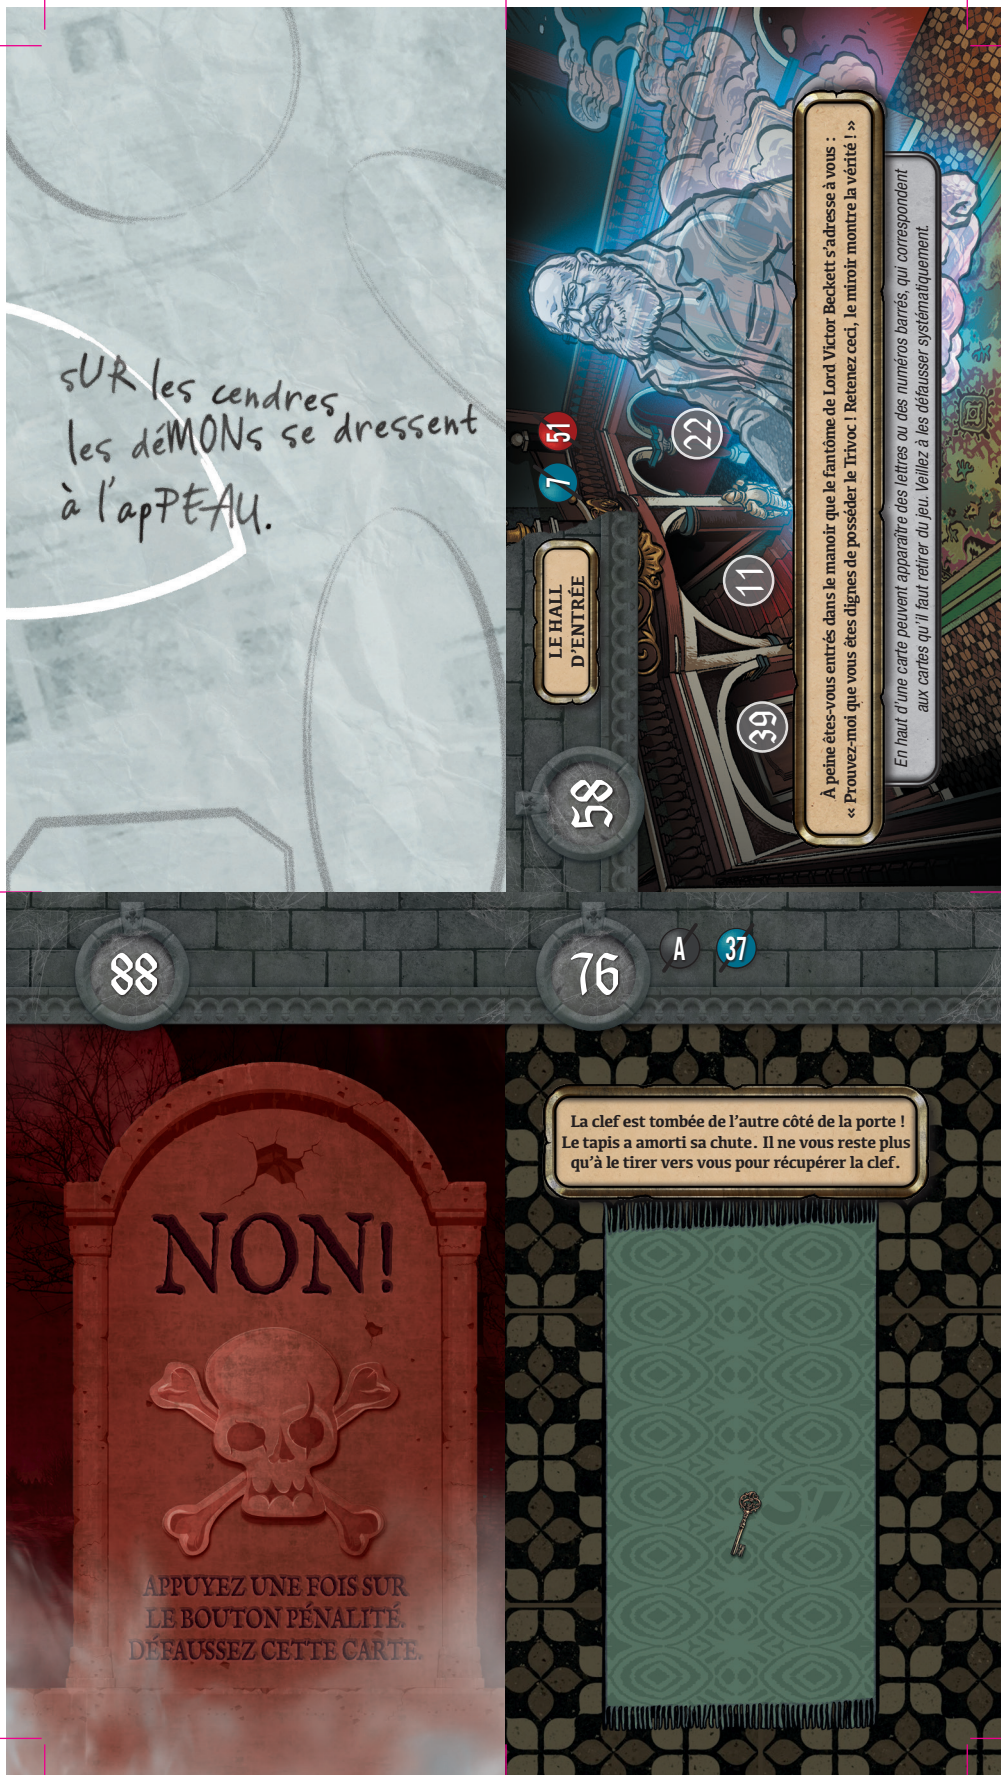 sUR les cendres
les déMONs se dressent
à l'apPEAU.
58
LE HALL
D'ENTRÉE
7
51
39
11
22
À peine êtes-vous entrés dans le manoir que le fantôme de Lord Victor Beckett s'adresse à vous :
« Prouvez-moi que vous êtes dignes de posséder le Trivoc ! Retenez ceci, le miroir montre la vérité ! »
En haut d'une carte peuvent apparaître des lettres ou des numéros barrés, qui correspondent
aux cartes qu'il faut retirer du jeu. Veillez à les défausser systématiquement.
88
NON!
APPUYEZ UNE FOIS SUR
LE BOUTON PÉNALITÉ.
DÉFAUSSEZ CETTE CARTE.
76
A
37
La clef est tombée de l'autre côté de la porte !
Le tapis a amorti sa chute. Il ne vous reste plus
qu'à le tirer vers vous pour récupérer la clef.
37